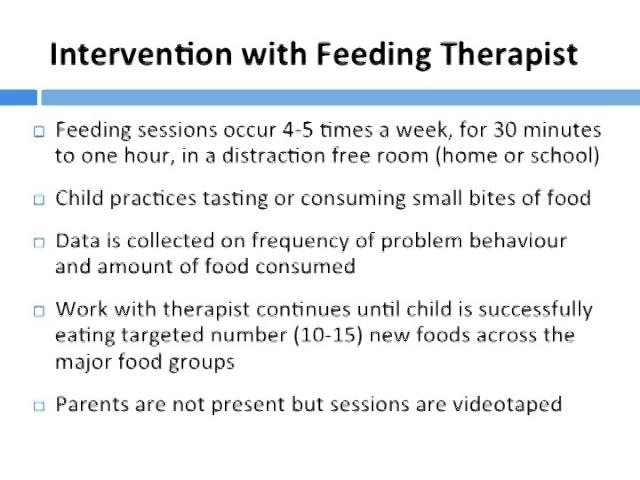 Intervention with Feeding Therapist
Feeding sessions occur 4-5 times a week, for 30 minutes
to one hour, in a distraction free room (home or school)
Child practices tasting or consuming small bites of food
Data is collected on frequency of problem behaviour
and amount of food consumed
Work with therapist continues until child is successfully
eating targeted number (10-15) new foods across the
major food groups
Parents are not present but sessions are videotaped